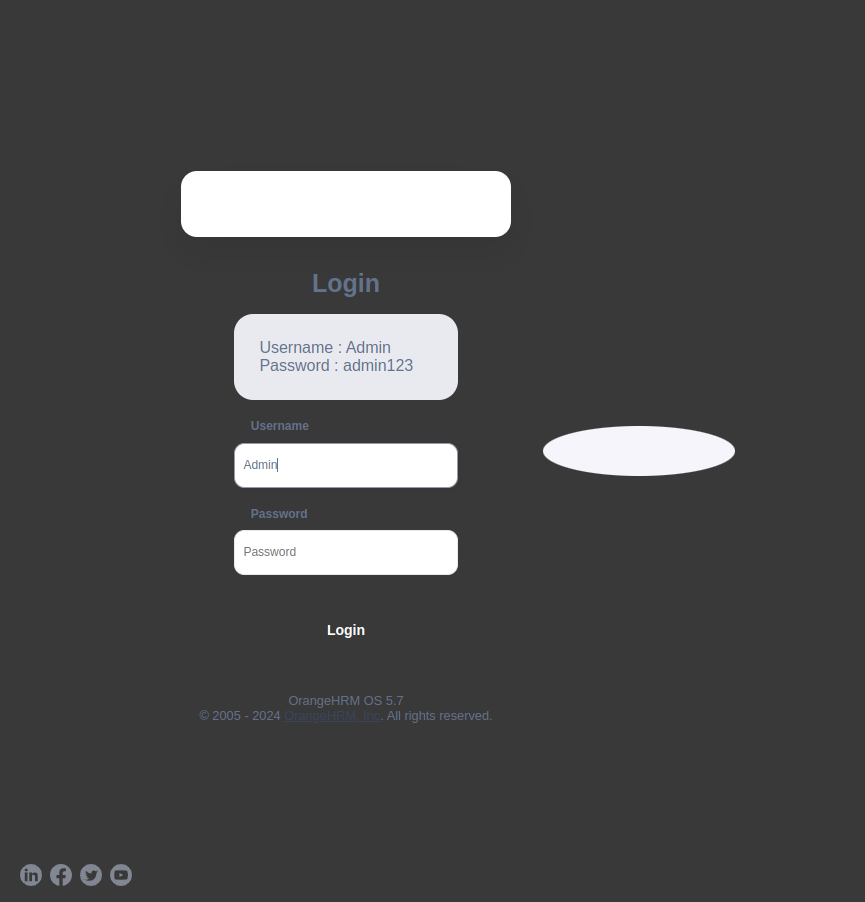 Login
Username : Admin
Password : admin123
Username
Admin
Password
Password
Login
OrangeHRM OS 5.7
© 2005 - 2024 OrangeHRM, Inc. All rights reserved.